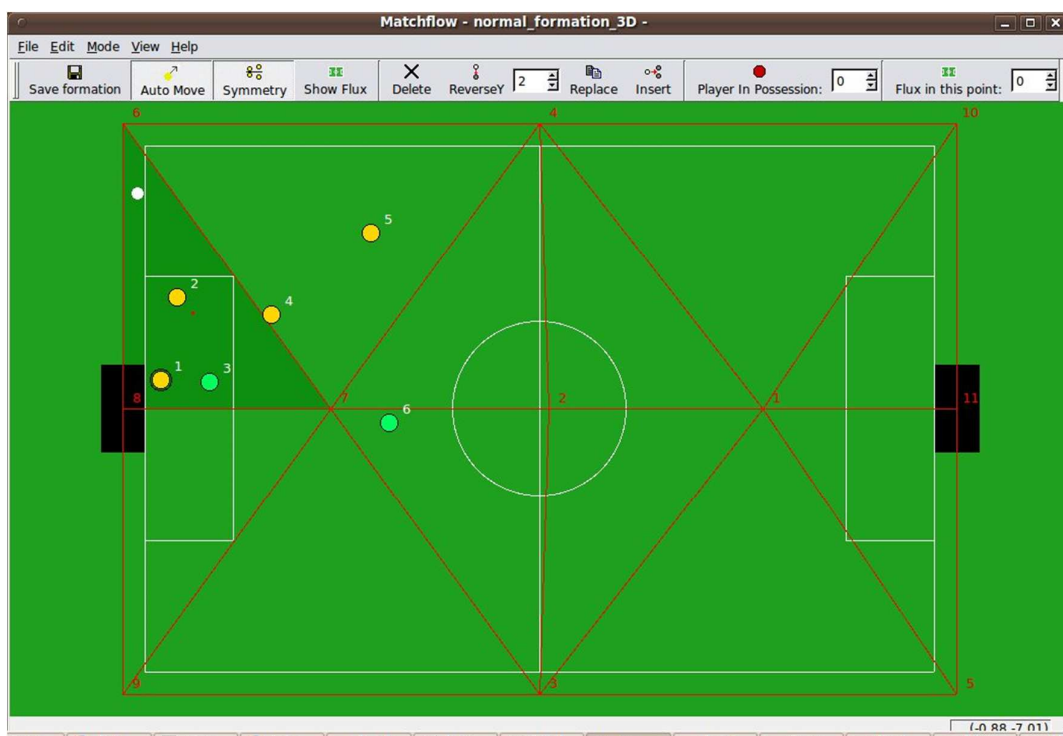 Matchflow - normal_formation_3D -
File Edit Mode View Help
Save formation Auto Move Symmetry Show Flux Delete ReverseY 2 Replace Insert Player In Possession: 0 Flux in this point: 0
6 4 10
5
2
4
1 3
8 7 2 1 11
6
9 3 5
(-0.88 -7.01)